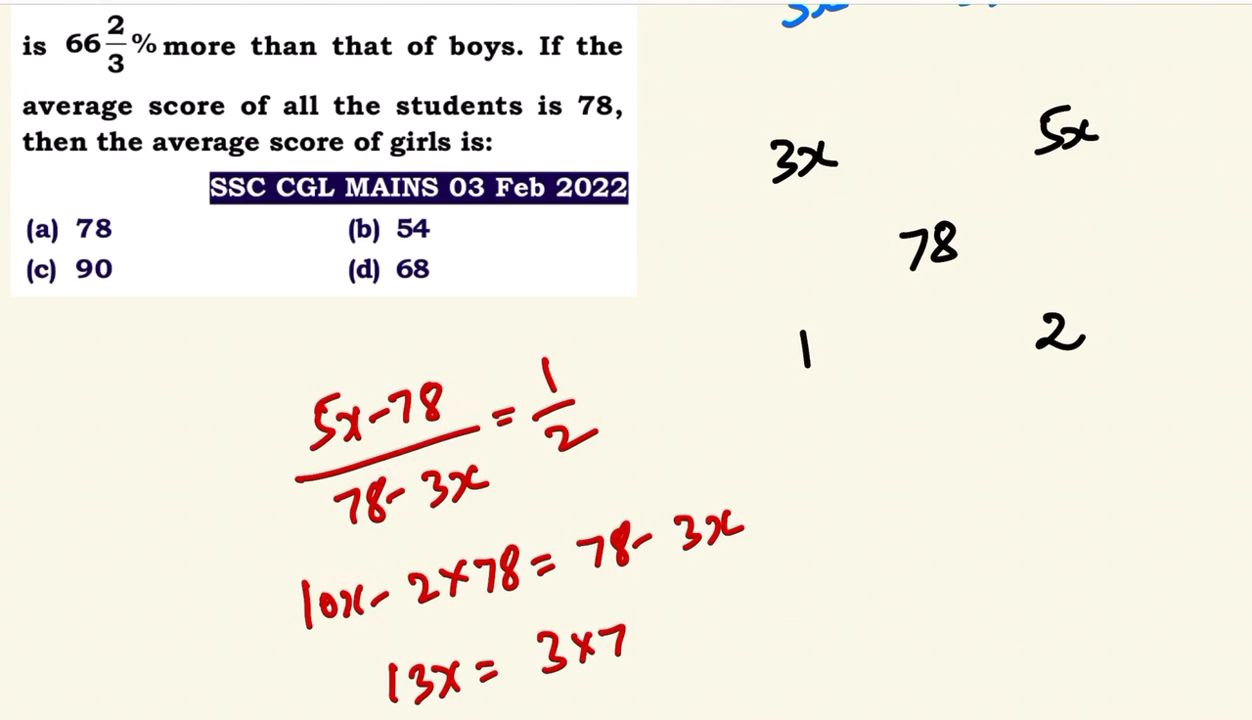 is 66 2/3 % more than that of boys. If the
average score of all the students is 78,
then the average score of girls is:
SSC CGL MAINS 03 Feb 2022
(a) 78 (b) 54
(c) 90 (d) 68
3x 5x
78
1 2
5x-78/78-3x = 1/2
10x - 2×78 = 78 - 3x
13x = 3×7